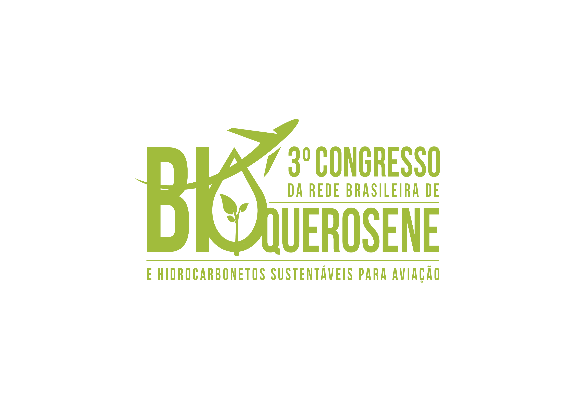 3º CONGRESSO
DA REDE BRASILEIRA DE
BIOQUEROSENE
E HIDROCARBONETOS SUSTENTÁVEIS PARA AVIAÇÃO